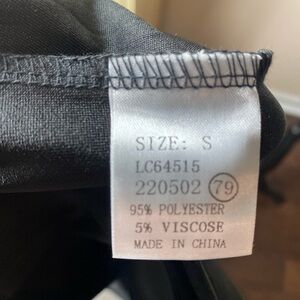 SIZE: S
LC64515
220502 79
95% POLYESTER
5% VISCOSE
MADE IN CHINA